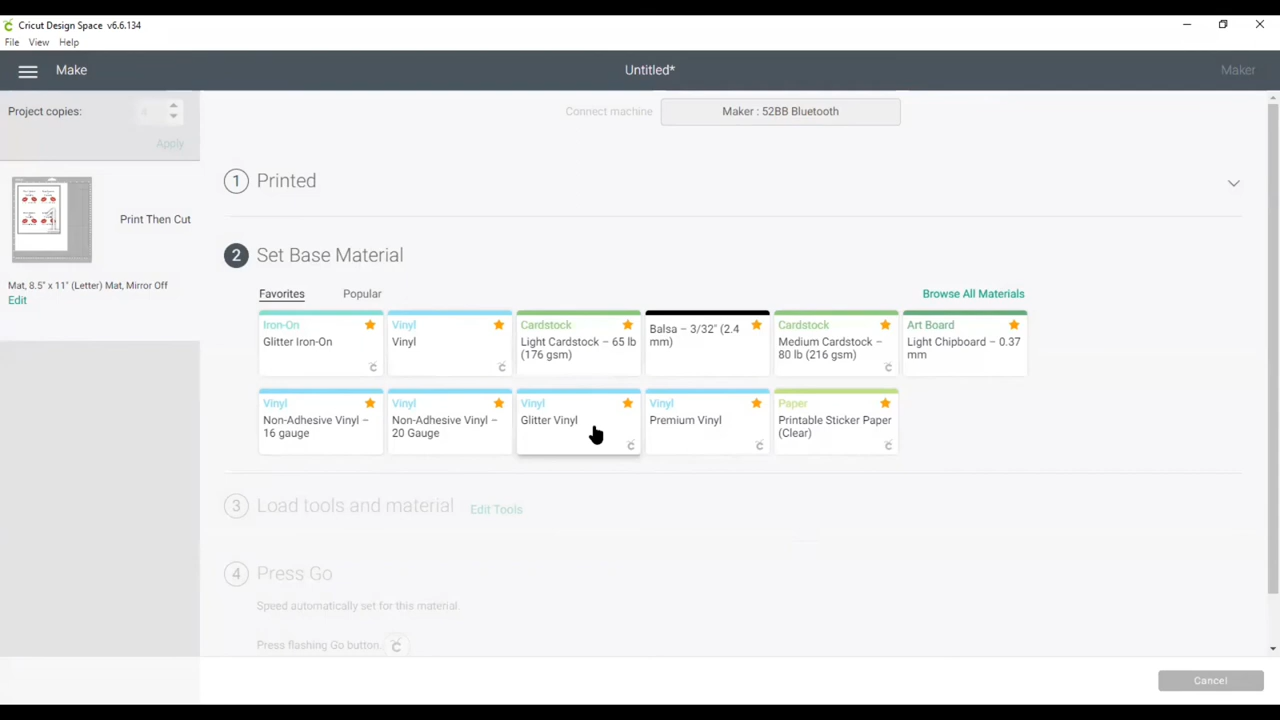 Cricut Design Space v6.6.134
File View Help
Make
Untitled*
Maker
Project copies:
Apply
Connect machine
Maker : 52BB Bluetooth
Print Then Cut
Mat, 8.5" x 11" (Letter) Mat, Mirror Off
Edit
1 Printed
2 Set Base Material
Favorites
Popular
Browse All Materials
Iron-On
Glitter Iron-On
Vinyl
Vinyl
Cardstock
Light Cardstock – 65 lb
(176 gsm)
Balsa – 3/32" (2.4
mm)
Cardstock
Medium Cardstock –
80 lb (216 gsm)
Art Board
Light Chipboard – 0.37
mm
Vinyl
Non-Adhesive Vinyl –
16 gauge
Vinyl
Non-Adhesive Vinyl –
20 Gauge
Vinyl
Glitter Vinyl
Vinyl
Premium Vinyl
Paper
Printable Sticker Paper
(Clear)
3 Load tools and material Edit Tools
4 Press Go
Speed automatically set for this material.
Press flashing Go button.
Cancel